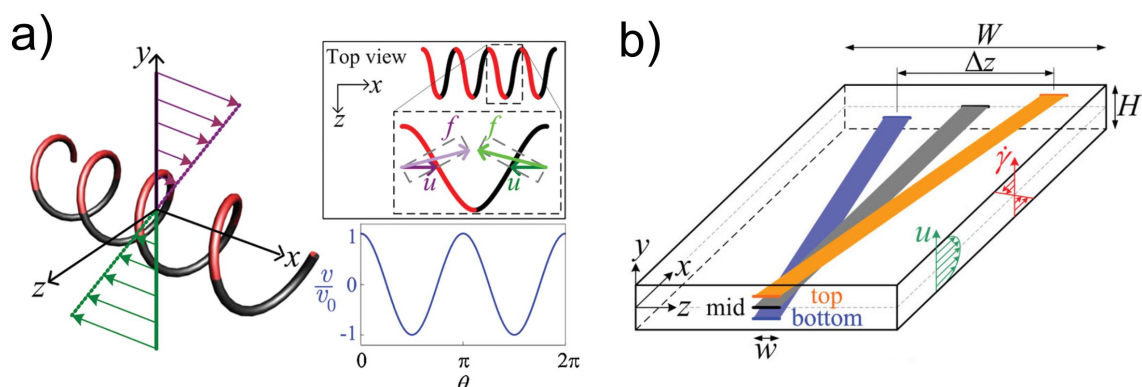 a)
y
x
z
Top view
x
z
f
f
u
u
v/v₀
1
0
-1
0
π
2π
θ
b)
W
Δz
H
γ̇
u
y
x
z
mid
top
bottom
w